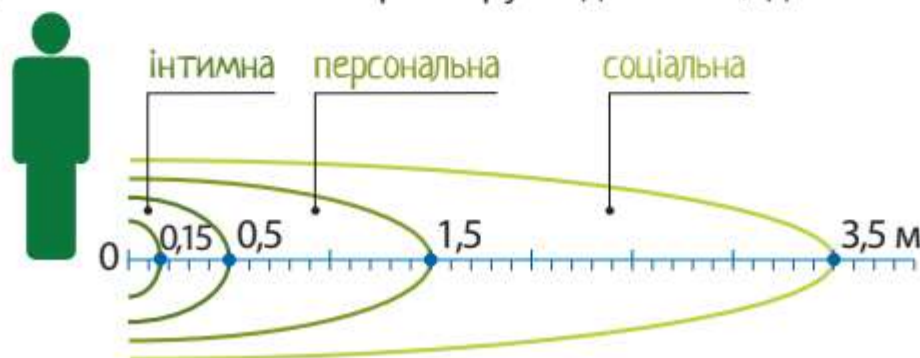 інтимна персональна соціальна
0 0,15 0,5 1,5 3,5 м